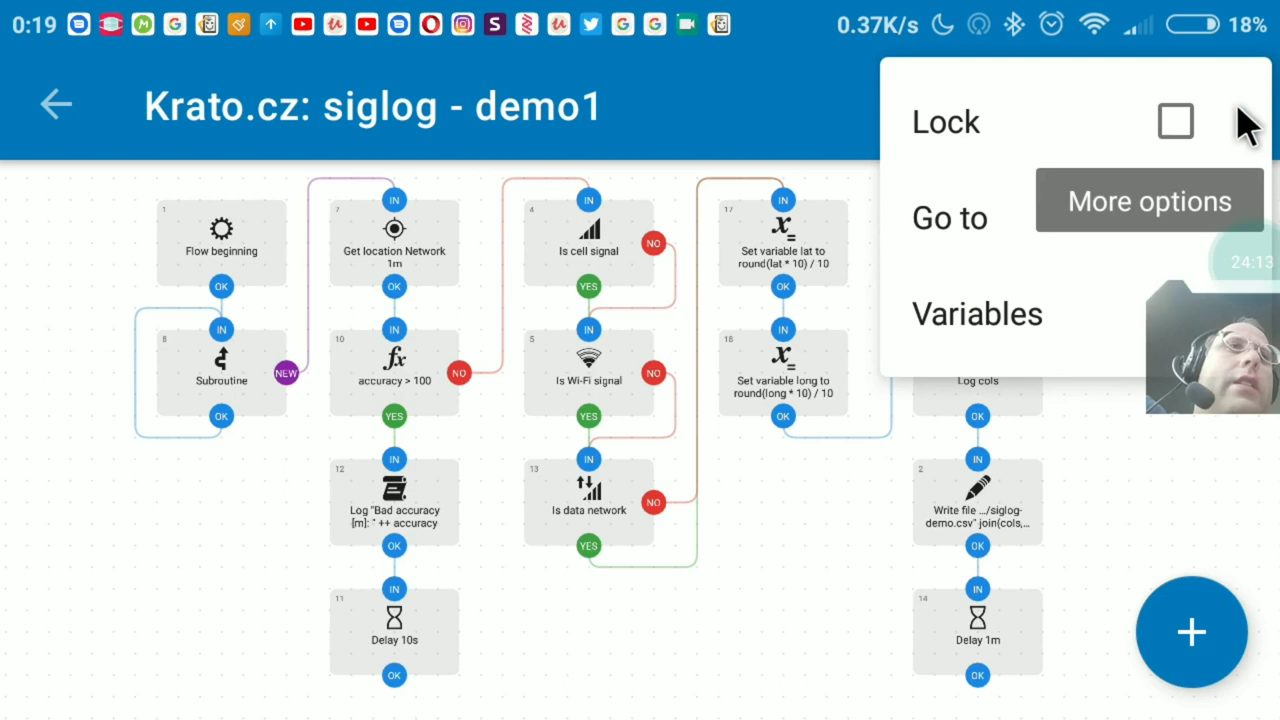 0:19
0.37K/s
18%
Krato.cz: siglog - demo1
Lock
More options
Go to
24:13
Variables
1
Flow beginning
OK
IN
8
Subroutine
NEW
OK
IN
7
Get location Network
1m
OK
IN
10
accuracy > 100
NO
YES
IN
12
Log "Bad accuracy
[m]: " ++ accuracy
OK
IN
11
Delay 10s
OK
IN
4
Is cell signal
NO
YES
IN
5
Is Wi-Fi signal
NO
YES
IN
13
Is data network
NO
YES
IN
17
Set variable lat to
round(lat * 10) / 10
OK
IN
18
Set variable long to
round(long * 10) / 10
OK
Log cols
OK
IN
2
Write file .../siglog-
demo.csv" join(cols,...
OK
IN
14
Delay 1m
OK